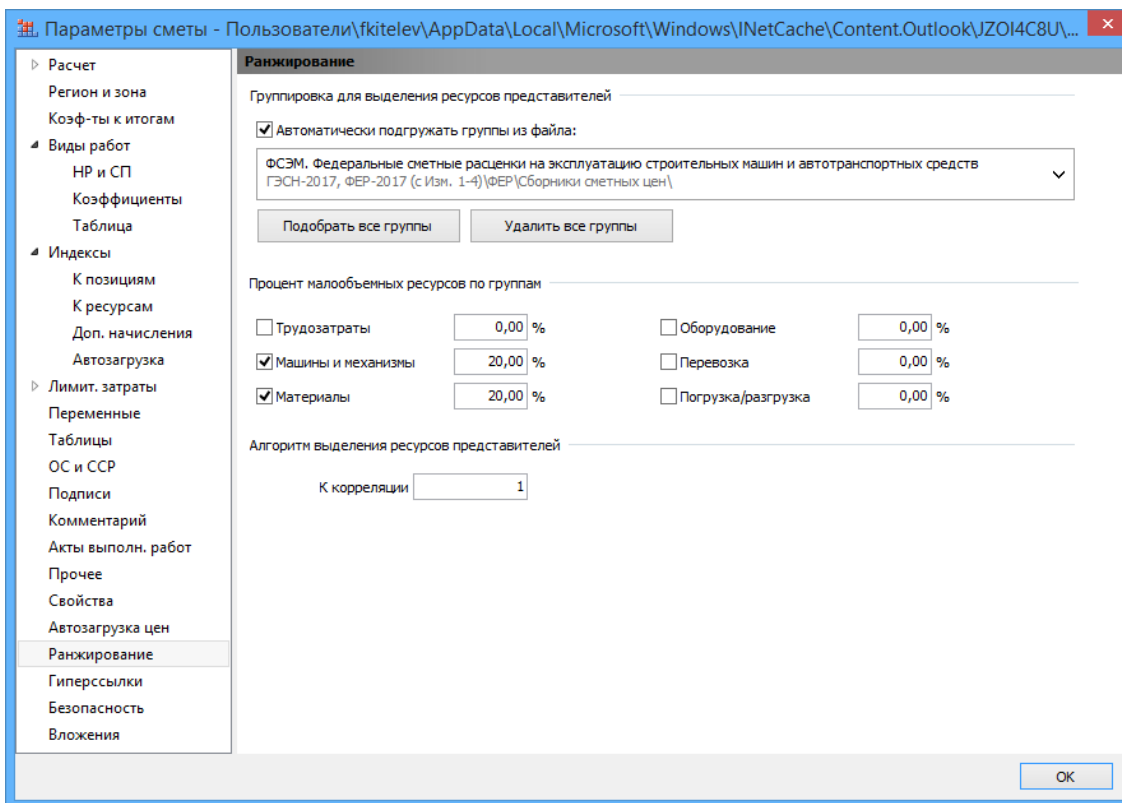 Параметры сметы - Пользователи\fkitelev\AppData\Local\Microsoft\Windows\INetCache\Content.Outlook\JZOI4C8U\...
Расчет
Регион и зона
Коэф-ты к итогам
Виды работ
НР и СП
Коэффициенты
Таблица
Индексы
К позициям
К ресурсам
Доп. начисления
Автозагрузка
Лимит. затраты
Переменные
Таблицы
ОС и ССР
Подписи
Комментарий
Акты выполн. работ
Прочее
Свойства
Автозагрузка цен
Ранжирование
Гиперссылки
Безопасность
Вложения
Ранжирование
Группировка для выделения ресурсов представителей
Автоматически подгружать группы из файла:
ФСЭМ. Федеральные сметные расценки на эксплуатацию строительных машин и автотранспортных средств
ГЭСН-2017, ФЕР-2017 (с Изм. 1-4)\ФЕР\Сборники сметных цен\
Подобрать все группы Удалить все группы
Процент малообъемных ресурсов по группам
Трудозатраты 0,00 % Оборудование 0,00 %
Машины и механизмы 20,00 % Перевозка 0,00 %
Материалы 20,00 % Погрузка/разгрузка 0,00 %
Алгоритм выделения ресурсов представителей
К корреляции 1
ОК